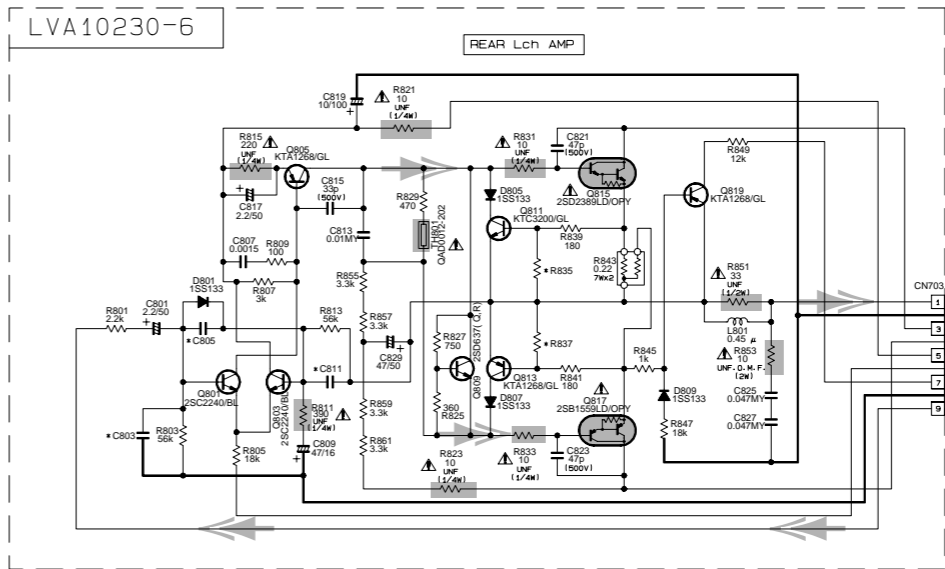 LVA10230-6
REAR Lch AMP
C819
10/100
+
R821
10
UNF
(1/4W)
R815
220
UNF
(1/4W)
Q805
KTA1268/GL
C817
2.2/50
+
C815
33p
(500V)
C813
0.01MY
R829
470
TH801
QAD0012-202
R831
10
UNF
(1/4W)
C821
47p
(500V)
Q815
2SD2389LD/OPY
D805
1SS133
Q811
KTC3200/GL
R839
180
*R835
R843
0.22
7W×2
Q819
KTA1268/GL
R849
12k
R851
33
UNF
(1/2W)
CN703
1
3
5
7
9
L801
0.45 μ
R853
10
UNF.O.M.F.
(2W)
C825
0.047MY
C827
0.047MY
C807
0.0015
R809
100
R807
3k
D801
1SS133
R801
2.2k
C801
2.2/50
+
*C805
R813
56k
*C811
R855
3.3k
R857
3.3k
C829
47/50
+
R827
750
2SD637(Q,R)
Q809
*R837
Q813
KTA1268/GL
R841
180
R845
1k
D809
1SS133
R847
18k
Q801
2SC2240/BL
Q803
2SC2240/BL
R811
390
UNF
(1/4W)
C809
47/16
+
R859
3.3k
R861
3.3k
360
R825
D807
1SS133
Q817
2SB1559LD/OPY
*C803
R803
56k
R805
18k
R823
10
UNF
(1/4W)
R833
10
UNF
(1/4W)
C823
47p
(500V)